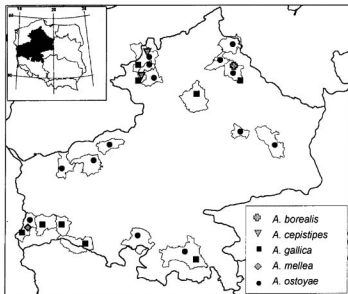 A. borealis
A. cepistipes
A. gallica
A. mellea
A. ostoyae